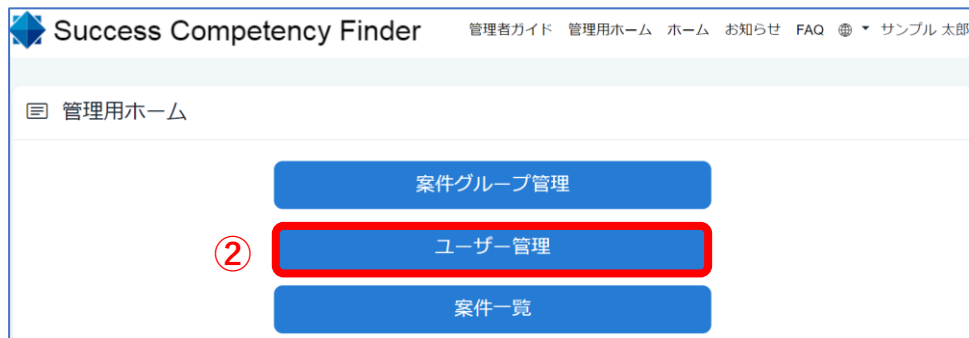 Success Competency Finder 管理者ガイド 管理用ホーム ホーム お知らせ FAQ サンプル 太郎
管理用ホーム
案件グループ管理
② ユーザー管理
案件一覧